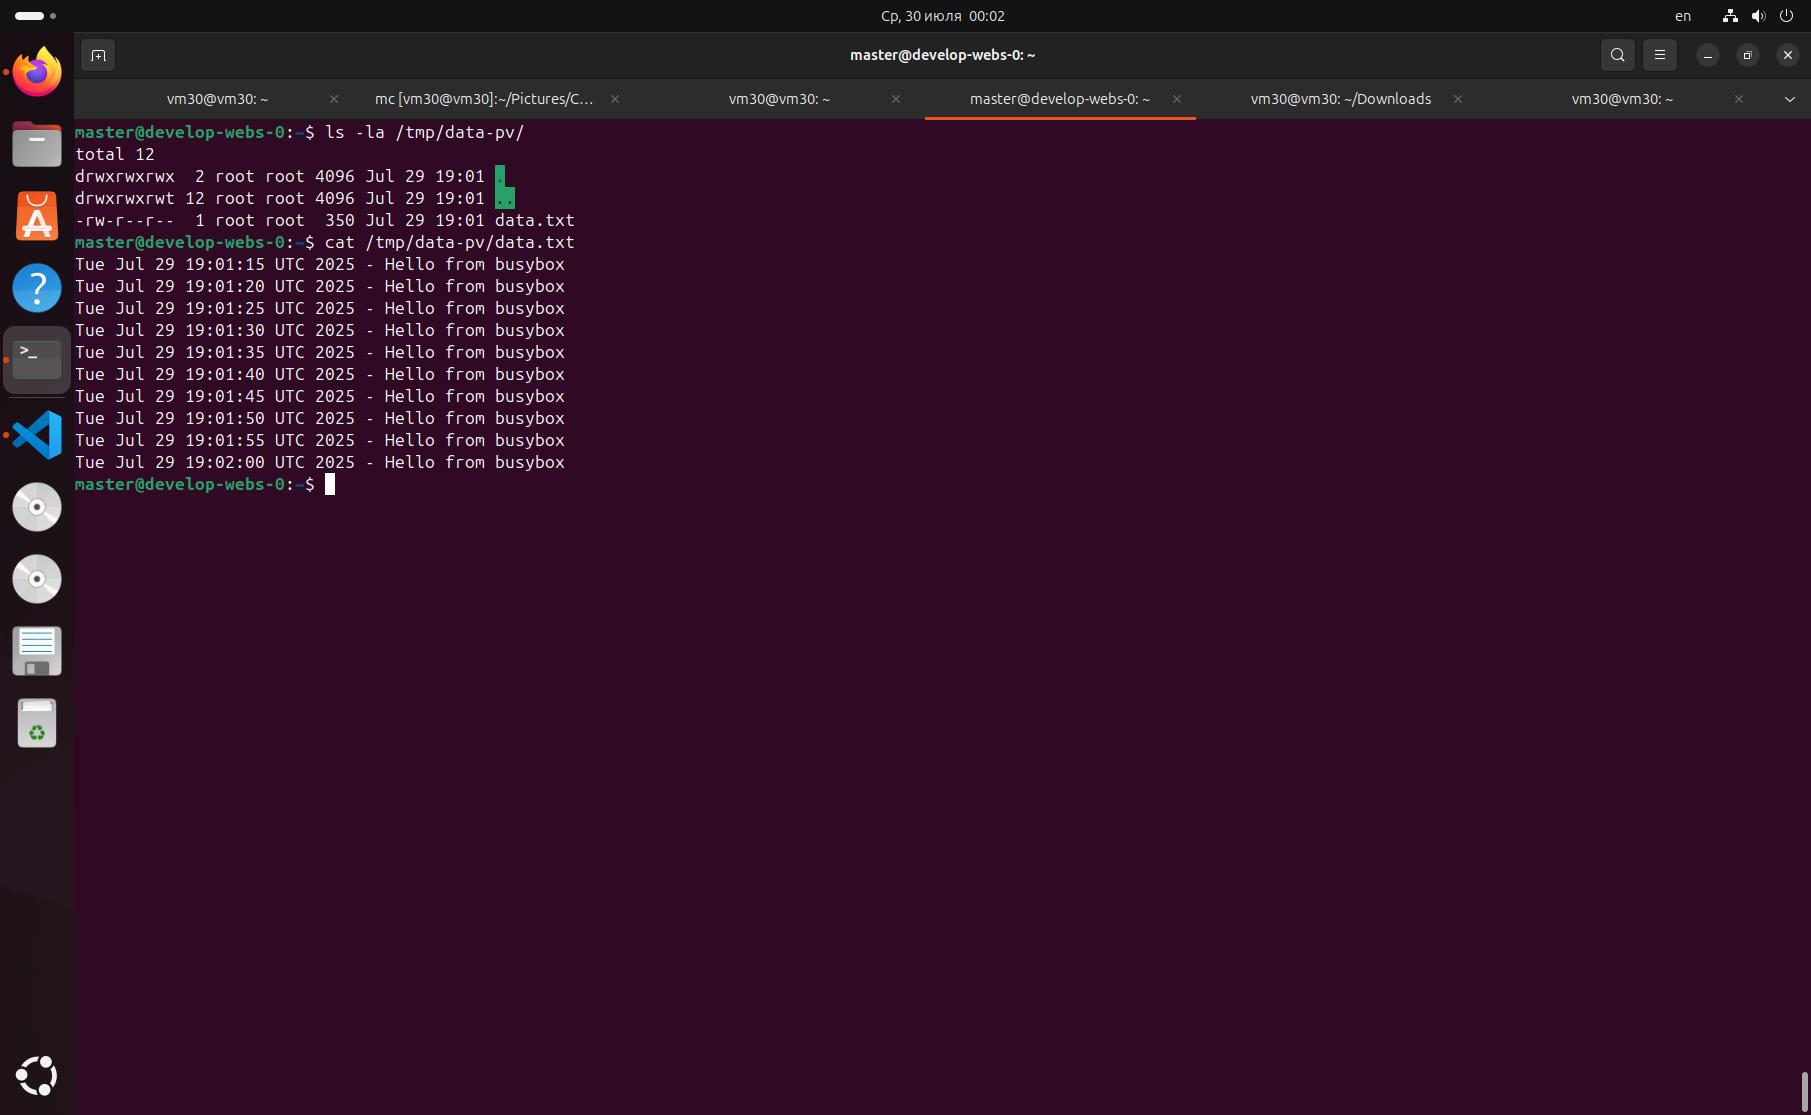 Ср, 30 июля  00:02
en
master@develop-webs-0: ~
vm30@vm30: ~
mc [vm30@vm30]:~/Pictures/C...
vm30@vm30: ~
master@develop-webs-0: ~
vm30@vm30: ~/Downloads
vm30@vm30: ~
master@develop-webs-0:~$ ls -la /tmp/data-pv/
total 12
drwxrwxrwx  2 root root 4096 Jul 29 19:01 .
drwxrwxrwt 12 root root 4096 Jul 29 19:01 ..
-rw-r--r--  1 root root  350 Jul 29 19:01 data.txt
master@develop-webs-0:~$ cat /tmp/data-pv/data.txt
Tue Jul 29 19:01:15 UTC 2025 - Hello from busybox
Tue Jul 29 19:01:20 UTC 2025 - Hello from busybox
Tue Jul 29 19:01:25 UTC 2025 - Hello from busybox
Tue Jul 29 19:01:30 UTC 2025 - Hello from busybox
Tue Jul 29 19:01:35 UTC 2025 - Hello from busybox
Tue Jul 29 19:01:40 UTC 2025 - Hello from busybox
Tue Jul 29 19:01:45 UTC 2025 - Hello from busybox
Tue Jul 29 19:01:50 UTC 2025 - Hello from busybox
Tue Jul 29 19:01:55 UTC 2025 - Hello from busybox
Tue Jul 29 19:02:00 UTC 2025 - Hello from busybox
master@develop-webs-0:~$